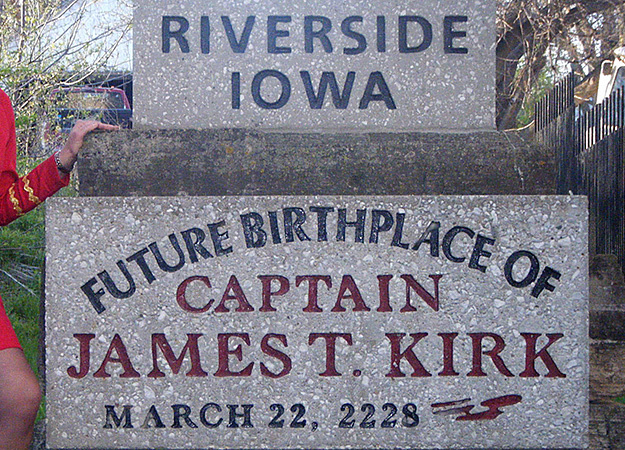 RIVERSIDE
IOWA
FUTURE BIRTHPLACE OF
CAPTAIN
JAMES T. KIRK
MARCH 22, 2228